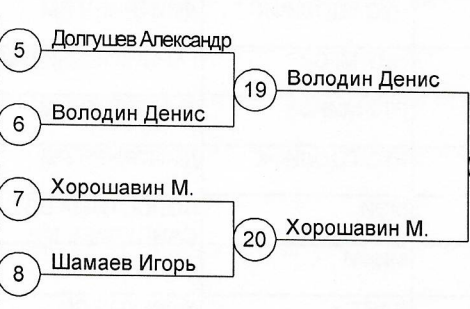 5 Долгушев Александр
19 Володин Денис
6 Володин Денис
7 Хорошавин М.
20 Хорошавин М.
8 Шамаев Игорь